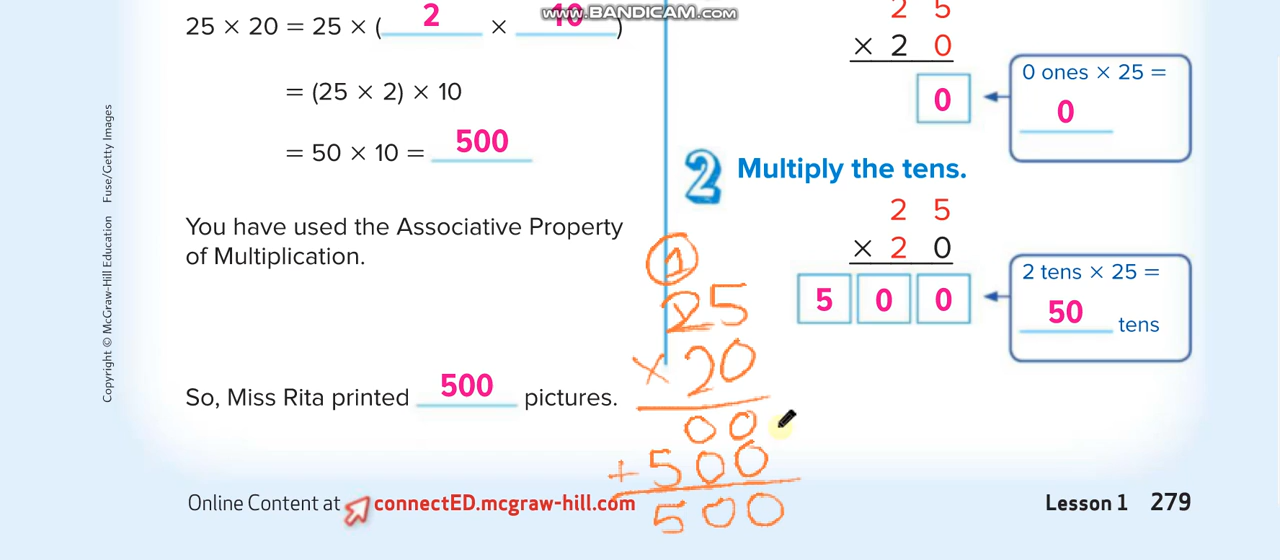 www.BANDICAM.com
25 × 20 = 25 × ( 2 × 10 )
= (25 × 2) × 10
= 50 × 10 = 500
You have used the Associative Property
of Multiplication.
So, Miss Rita printed 500 pictures.
2 5
× 2 0
0
0 ones × 25 =
0
2 Multiply the tens.
2 5
× 2 0
5 0 0
2 tens × 25 =
50 tens
1
25
× 20
00
+ 500
500
Copyright © McGraw-Hill Education Fuse/Getty Images
Online Content at connectED.mcgraw-hill.com
Lesson 1 279